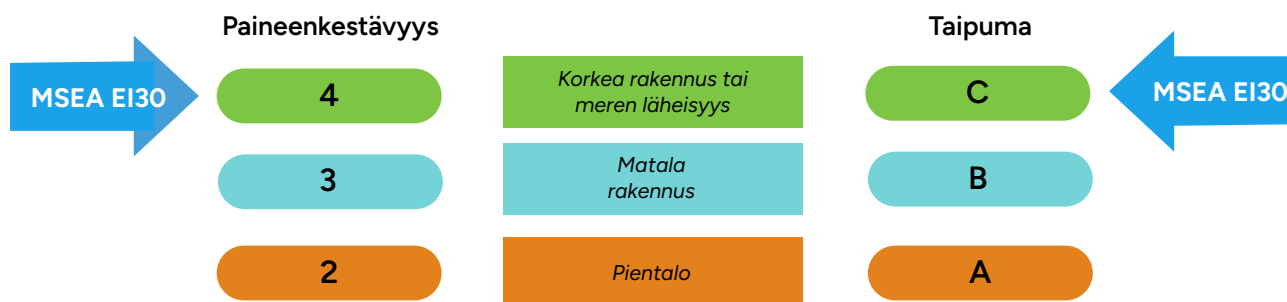 Paineenkestävyys
Taipuma
MSEA EI30
4
Korkea rakennus tai
meren läheisyys
C
MSEA EI30
3
Matala
rakennus
B
2
Pientalo
A